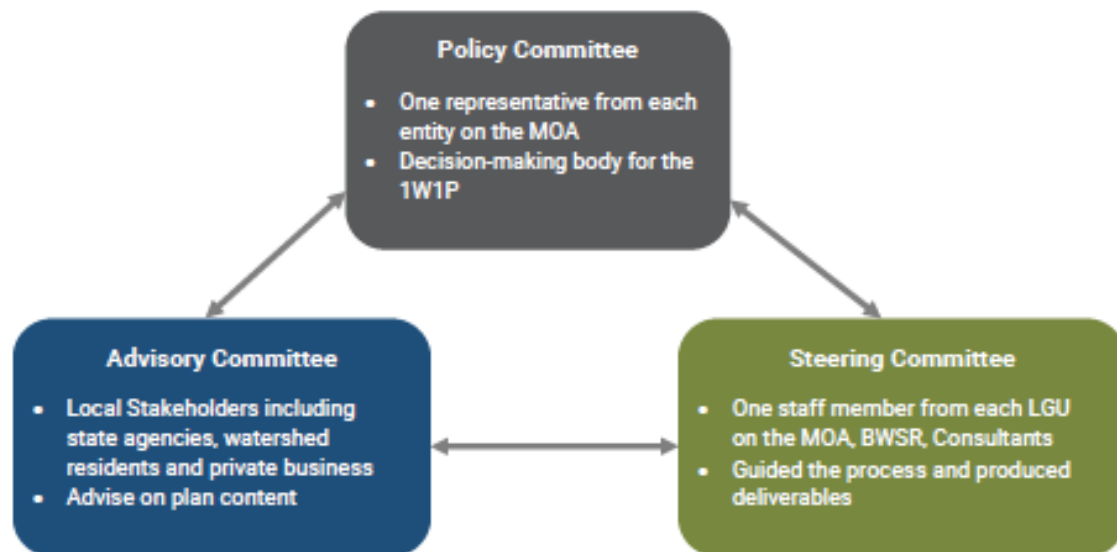 Policy Committee
• One representative from each
entity on the MOA
• Decision-making body for the
1W1P
Advisory Committee
• Local Stakeholders including
state agencies, watershed
residents and private business
• Advise on plan content
Steering Committee
• One staff member from each LGU
on the MOA, BWSR, Consultants
• Guided the process and produced
deliverables